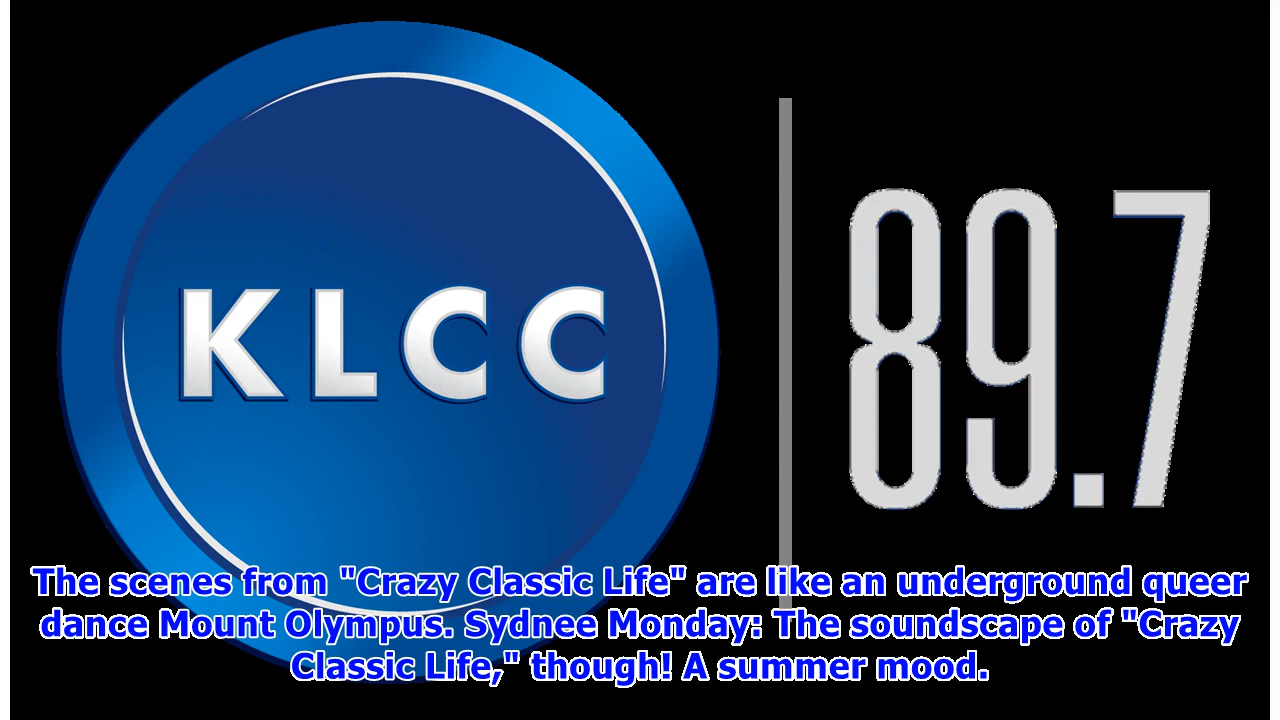 KLCC
89.7
The scenes from "Crazy Classic Life" are like an underground queer
dance Mount Olympus. Sydnee Monday: The soundscape of "Crazy
Classic Life," though! A summer mood.